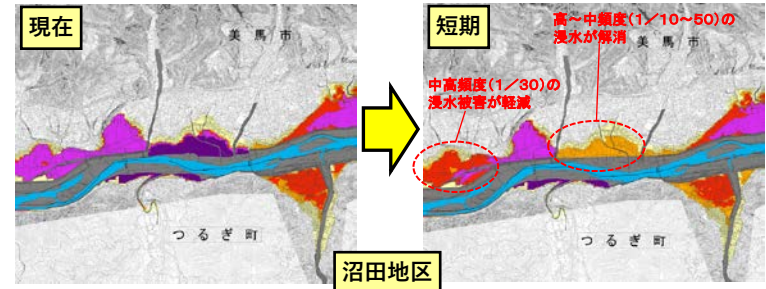 現在
美馬市
つるぎ町
短期
高～中頻度(1／10～50)の
浸水が解消
美馬市
中高頻度(1／30)の
浸水被害が軽減
つるぎ町
沼田地区